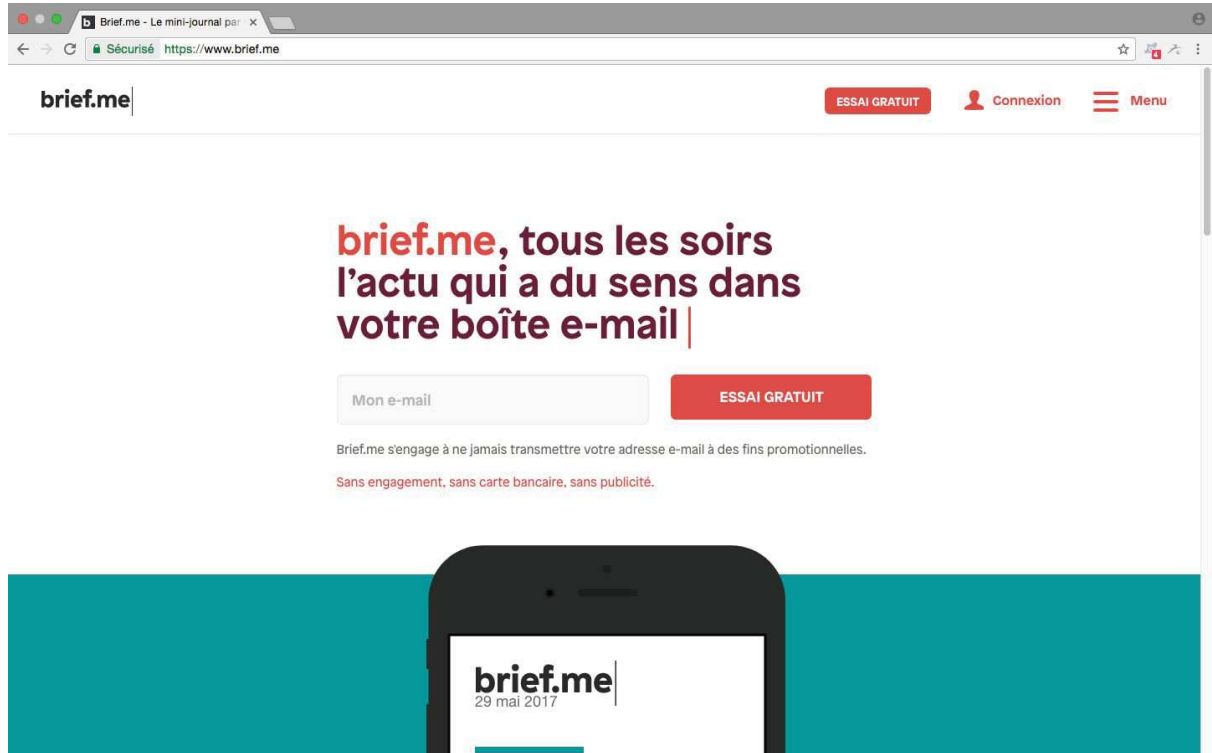 Brief.me - Le mini-journal par
Sécurisé https://www.brief.me
brief.me
ESSAI GRATUIT
Connexion
Menu
brief.me, tous les soirs
l'actu qui a du sens dans
votre boîte e-mail
Mon e-mail
ESSAI GRATUIT
Brief.me s'engage à ne jamais transmettre votre adresse e-mail à des fins promotionnelles.
Sans engagement, sans carte bancaire, sans publicité.
brief.me
29 mai 2017